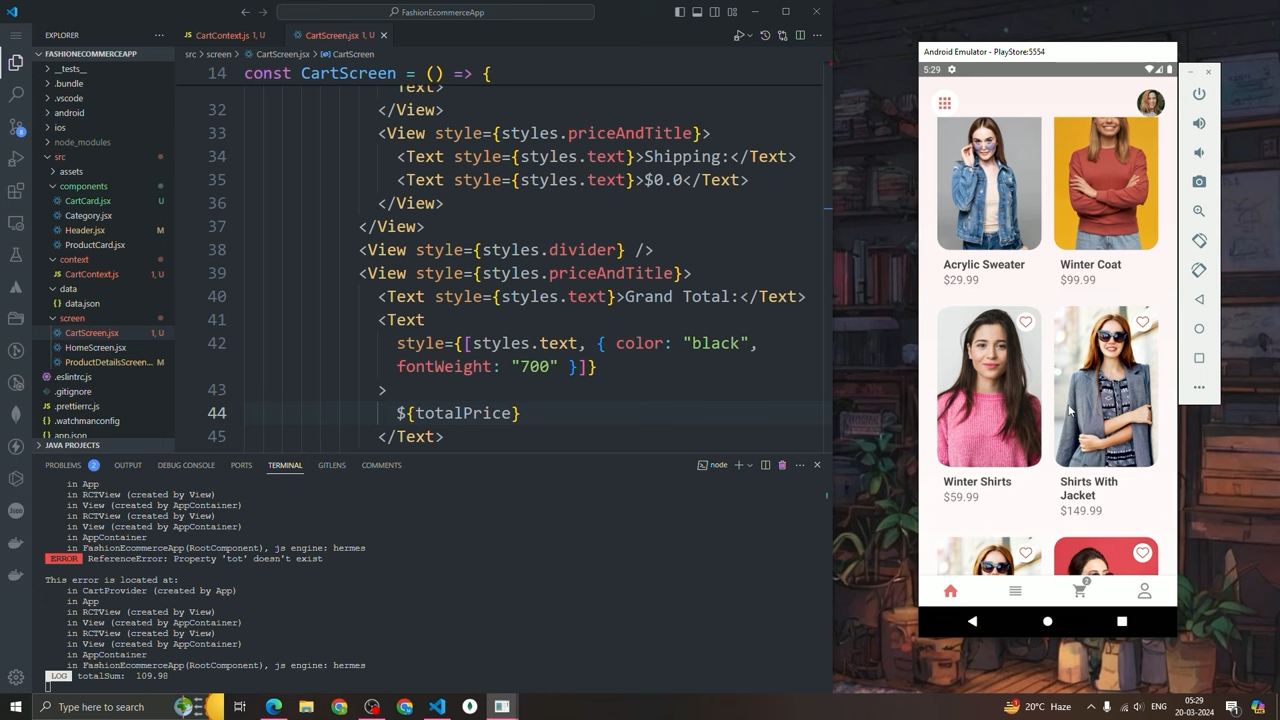 FashionEcommerceApp
EXPLORER
CartContext.js 1, U
CartScreen.jsx 1, U
FASHIONECOMMERCEAPP
src > screen > CartScreen.jsx > CartScreen
__tests__
.bundle
.vscode
android
ios
node_modules
src
assets
components
CartCard.jsx U
Category.jsx
Header.jsx M
ProductCard.jsx
context
CartContext.js 1, U
data
data.json
screen
CartScreen.jsx 1, U
HomeScreen.jsx
ProductDetailsScreen... M
.eslintrc.js
.gitignore
.prettierrc.js
.watchmanconfig
app.json
JAVA PROJECTS
14 const CartScreen = () => {
Text>
32 </View>
33 <View style={styles.priceAndTitle}>
34 <Text style={styles.text}>Shipping:</Text>
35 <Text style={styles.text}>$0.0</Text>
36 </View>
37 </View>
38 <View style={styles.divider} />
39 <View style={styles.priceAndTitle}>
40 <Text style={styles.text}>Grand Total:</Text>
41 <Text
42 style={[styles.text, { color: "black",
fontWeight: "700" }]}
43 >
44 ${totalPrice}
45 </Text>
PROBLEMS 2 OUTPUT DEBUG CONSOLE PORTS TERMINAL GITLENS COMMENTS
node
in App
in RCTView (created by View)
in View (created by AppContainer)
in RCTView (created by View)
in View (created by AppContainer)
in AppContainer
in FashionEcommerceApp(RootComponent), js engine: hermes
ERROR ReferenceError: Property 'tot' doesn't exist
This error is located at:
in CartProvider (created by App)
in App
in RCTView (created by View)
in View (created by AppContainer)
in RCTView (created by View)
in View (created by AppContainer)
in AppContainer
in FashionEcommerceApp(RootComponent), js engine: hermes
LOG totalSum: 109.98
Android Emulator - PlayStore:5554
5:29
Acrylic Sweater
$29.99
Winter Coat
$99.99
Winter Shirts
$59.99
Shirts With
Jacket
$149.99
2
Type here to search
20°C Haze
ENG
05:29
20-03-2024